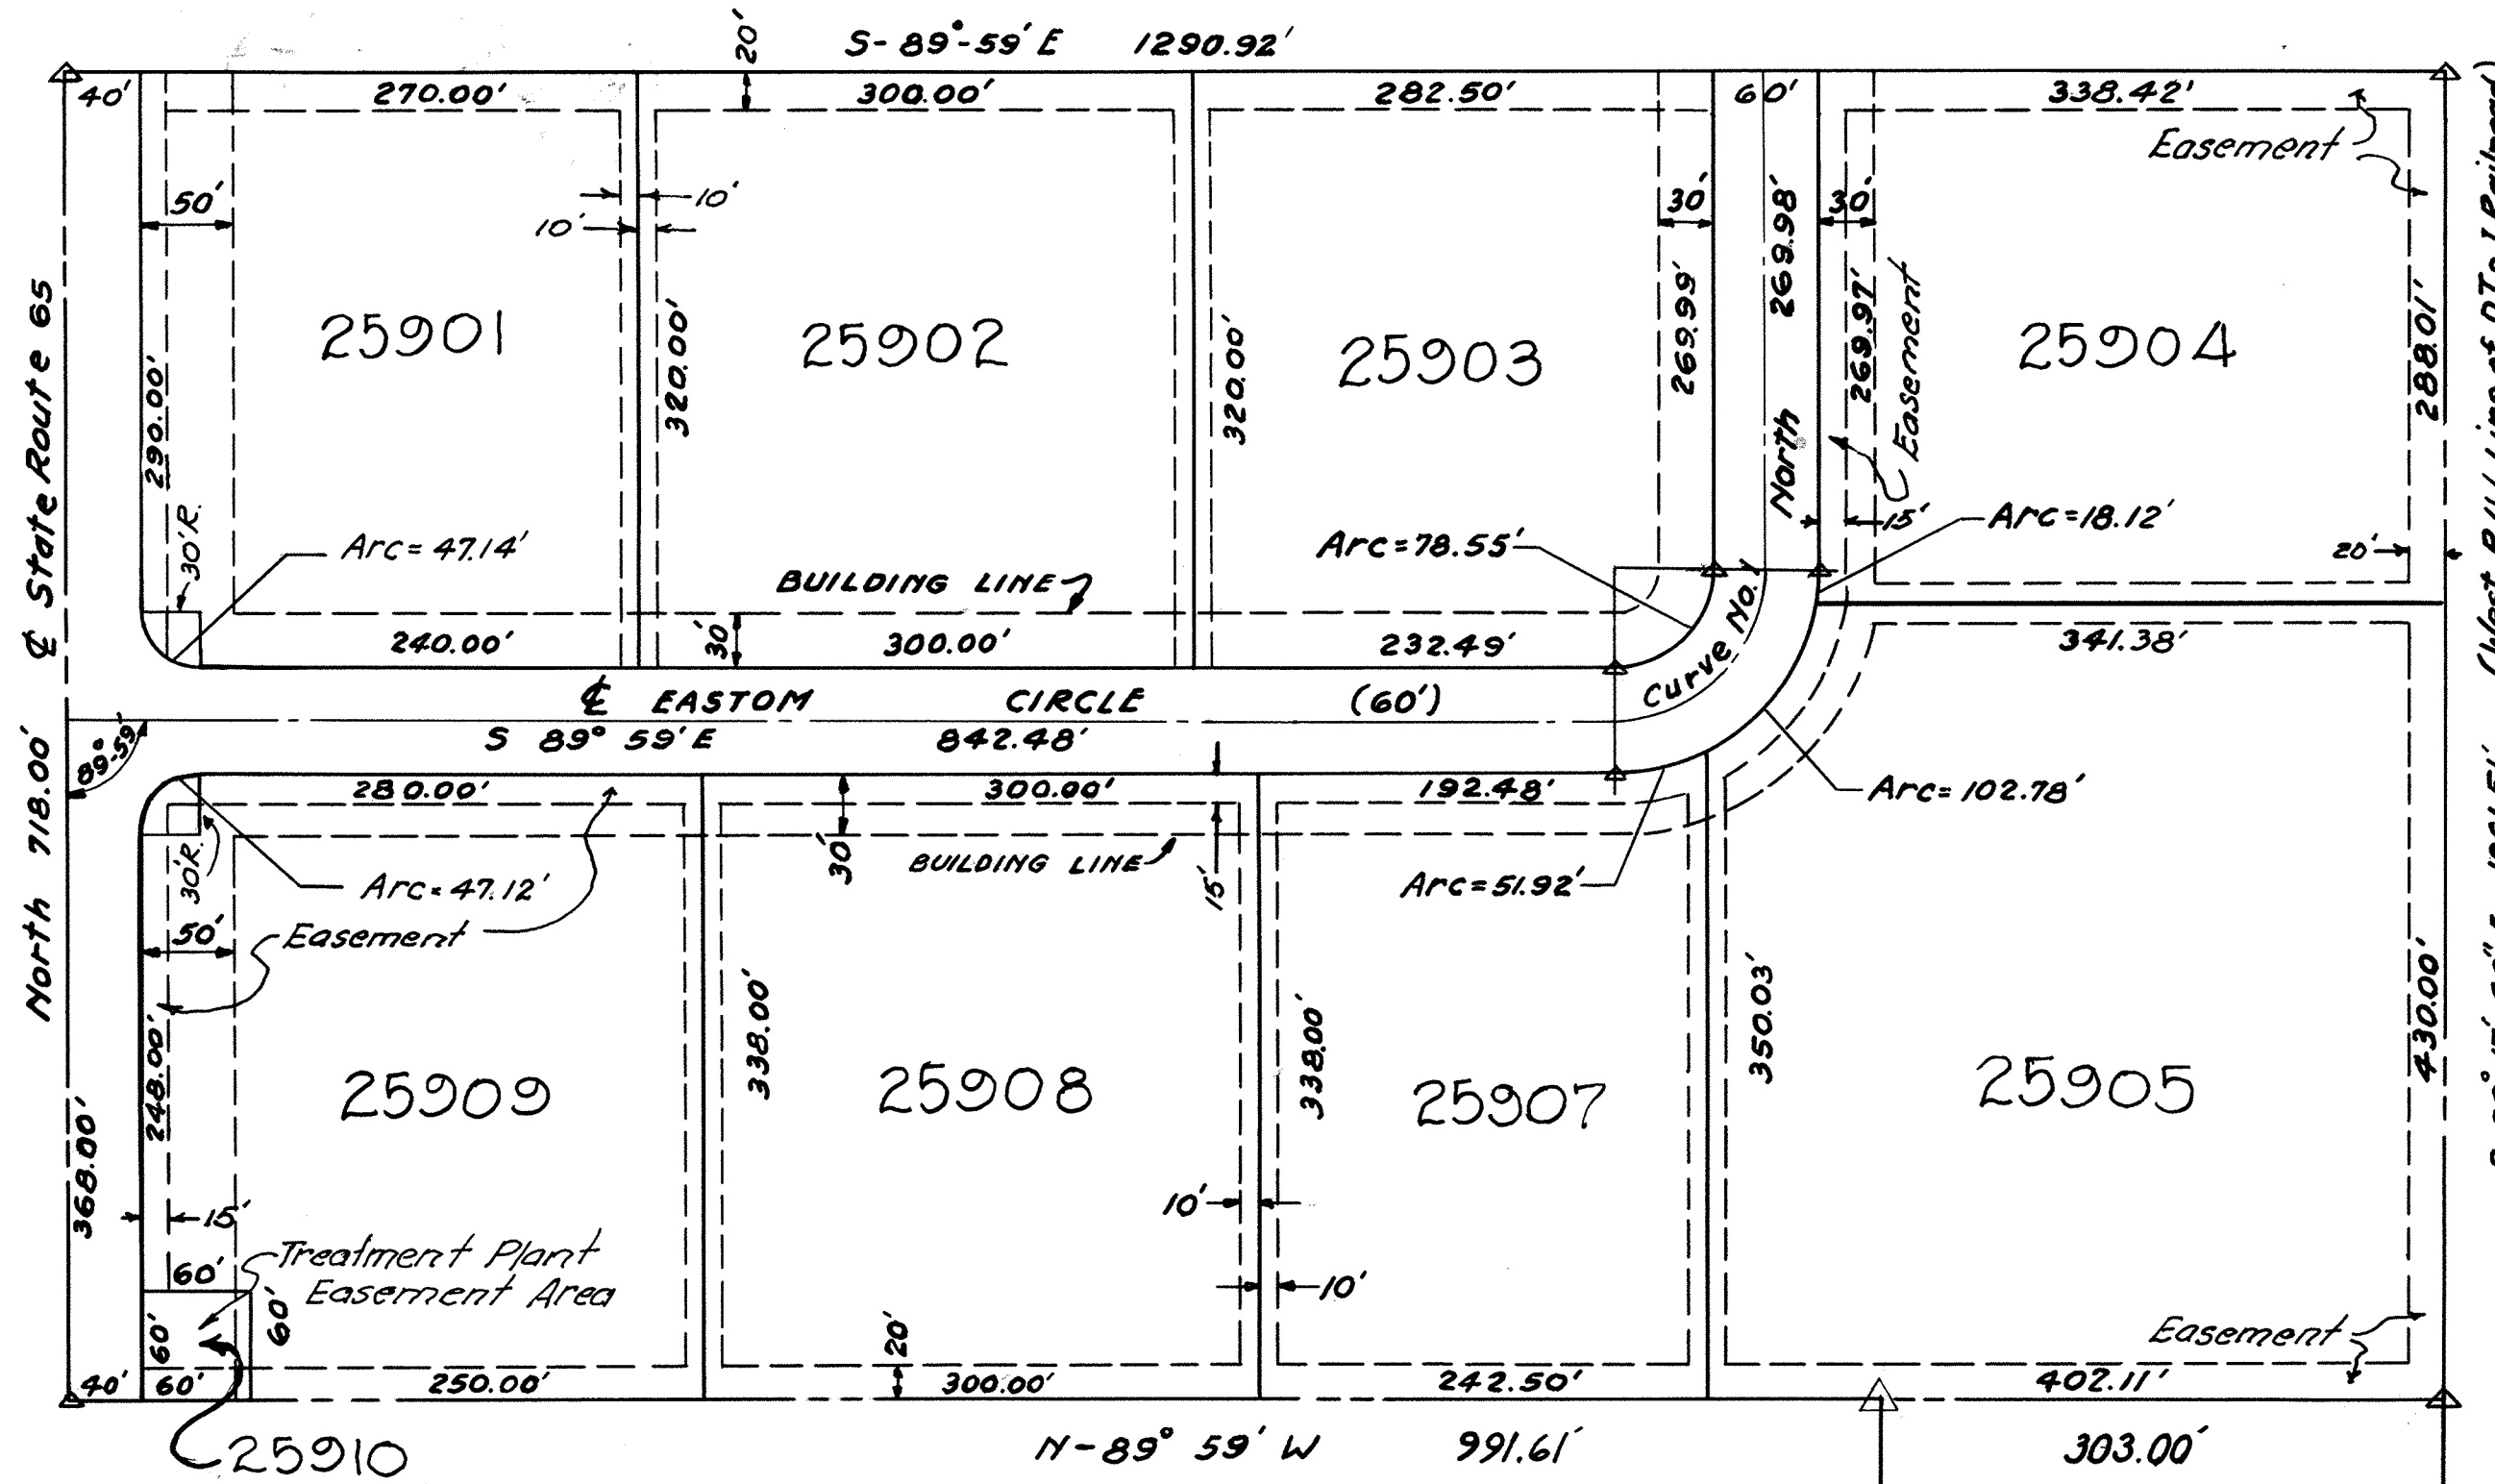 S-89°-59' E 1290.92'
20'
40'
270.00'
300.00'
282.50'
60'
338.42'
Easement
50'
10'
10'
30'
30'
North 269.98'
269.99'
269.97'
Easement
288.01'
℄ State Route 65
290.00'
320.00'
320.00'
25901
25902
25903
25904
30'R.
Arc=47.14'
Arc=78.55'
Arc=18.12'
15'
20'
BUILDING LINE
240.00'
30'
300.00'
232.49'
Curve No. 1
341.38'
℄ EASTOM CIRCLE (60')
S 89° 59' E 842.48'
89°-59'
North 718.00'
280.00'
300.00'
192.48'
Arc=102.78'
30'R.
Arc=47.12'
30'
BUILDING LINE
15'
Arc=51.92'
50'
Easement
248.00'
338.00'
338.00'
350.03'
430.00'
25909
25908
25907
25905
368.00'
15'
10'
10'
Treatment Plant
Easement Area
60'
60'
60'
20'
Easement
40'
60'
250.00'
300.00'
242.50'
402.11'
25910
N-89° 59' W 991.61'
303.00'